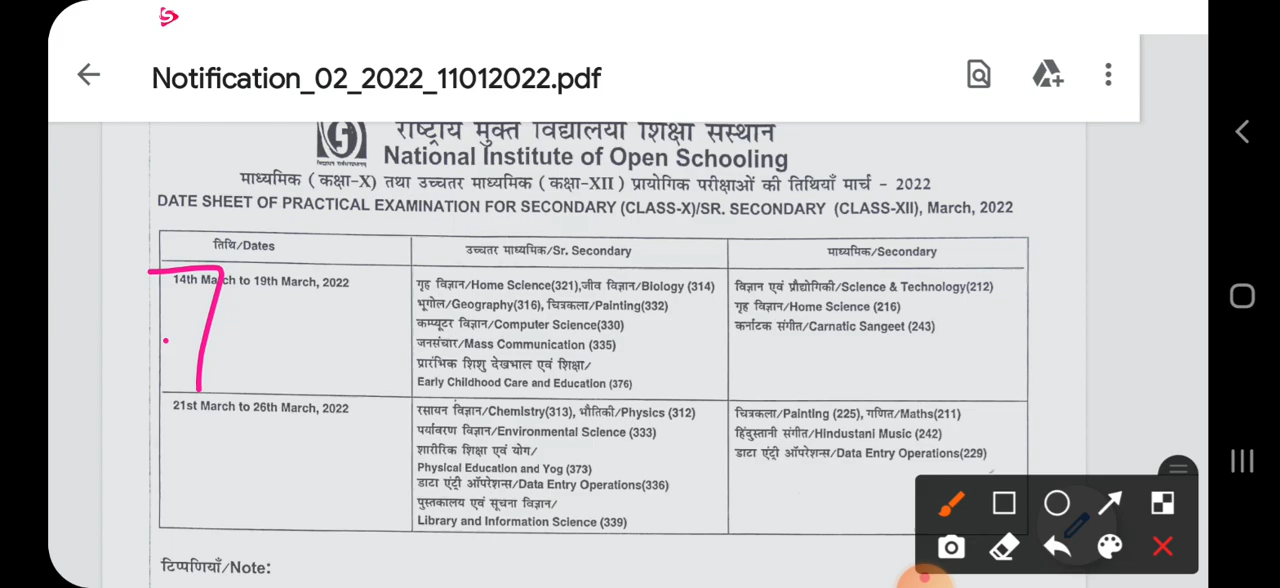 Notification_02_2022_11012022.pdf
राष्ट्रीय मुक्त विद्यालयी शिक्षा संस्थान
National Institute of Open Schooling
माध्यमिक ( कक्षा-X ) तथा उच्चतर माध्यमिक ( कक्षा-XII ) प्रायोगिक परीक्षाओं की तिथियाँ मार्च - 2022
DATE SHEET OF PRACTICAL EXAMINATION FOR SECONDARY (CLASS-X)/SR. SECONDARY (CLASS-XII), March, 2022
तिथि/Dates
उच्चतर माध्यमिक/Sr. Secondary
माध्यमिक/Secondary
14th March to 19th March, 2022
गृह विज्ञान/Home Science(321),जीव विज्ञान/Biology (314)
भूगोल/Geography(316), चित्रकला/Painting(332)
कम्प्यूटर विज्ञान/Computer Science(330)
जनसंचार/Mass Communication (335)
प्रारंभिक शिशु देखभाल एवं शिक्षा/
Early Childhood Care and Education (376)
विज्ञान एवं प्रौद्योगिकी/Science & Technology(212)
गृह विज्ञान/Home Science (216)
कर्नाटक संगीत/Carnatic Sangeet (243)
21st March to 26th March, 2022
रसायन विज्ञान/Chemistry(313), भौतिकी/Physics (312)
पर्यावरण विज्ञान/Environmental Science (333)
शारीरिक शिक्षा एवं योग/
Physical Education and Yog (373)
डाटा एंट्री ऑपरेशन्स/Data Entry Operations(336)
पुस्तकालय एवं सूचना विज्ञान/
Library and Information Science (339)
चित्रकला/Painting (225), गणित/Maths(211)
हिंदुस्तानी संगीत/Hindustani Music (242)
डाटा एंट्री ऑपरेशन्स/Data Entry Operations(229)
टिप्पणियाँ/Note: